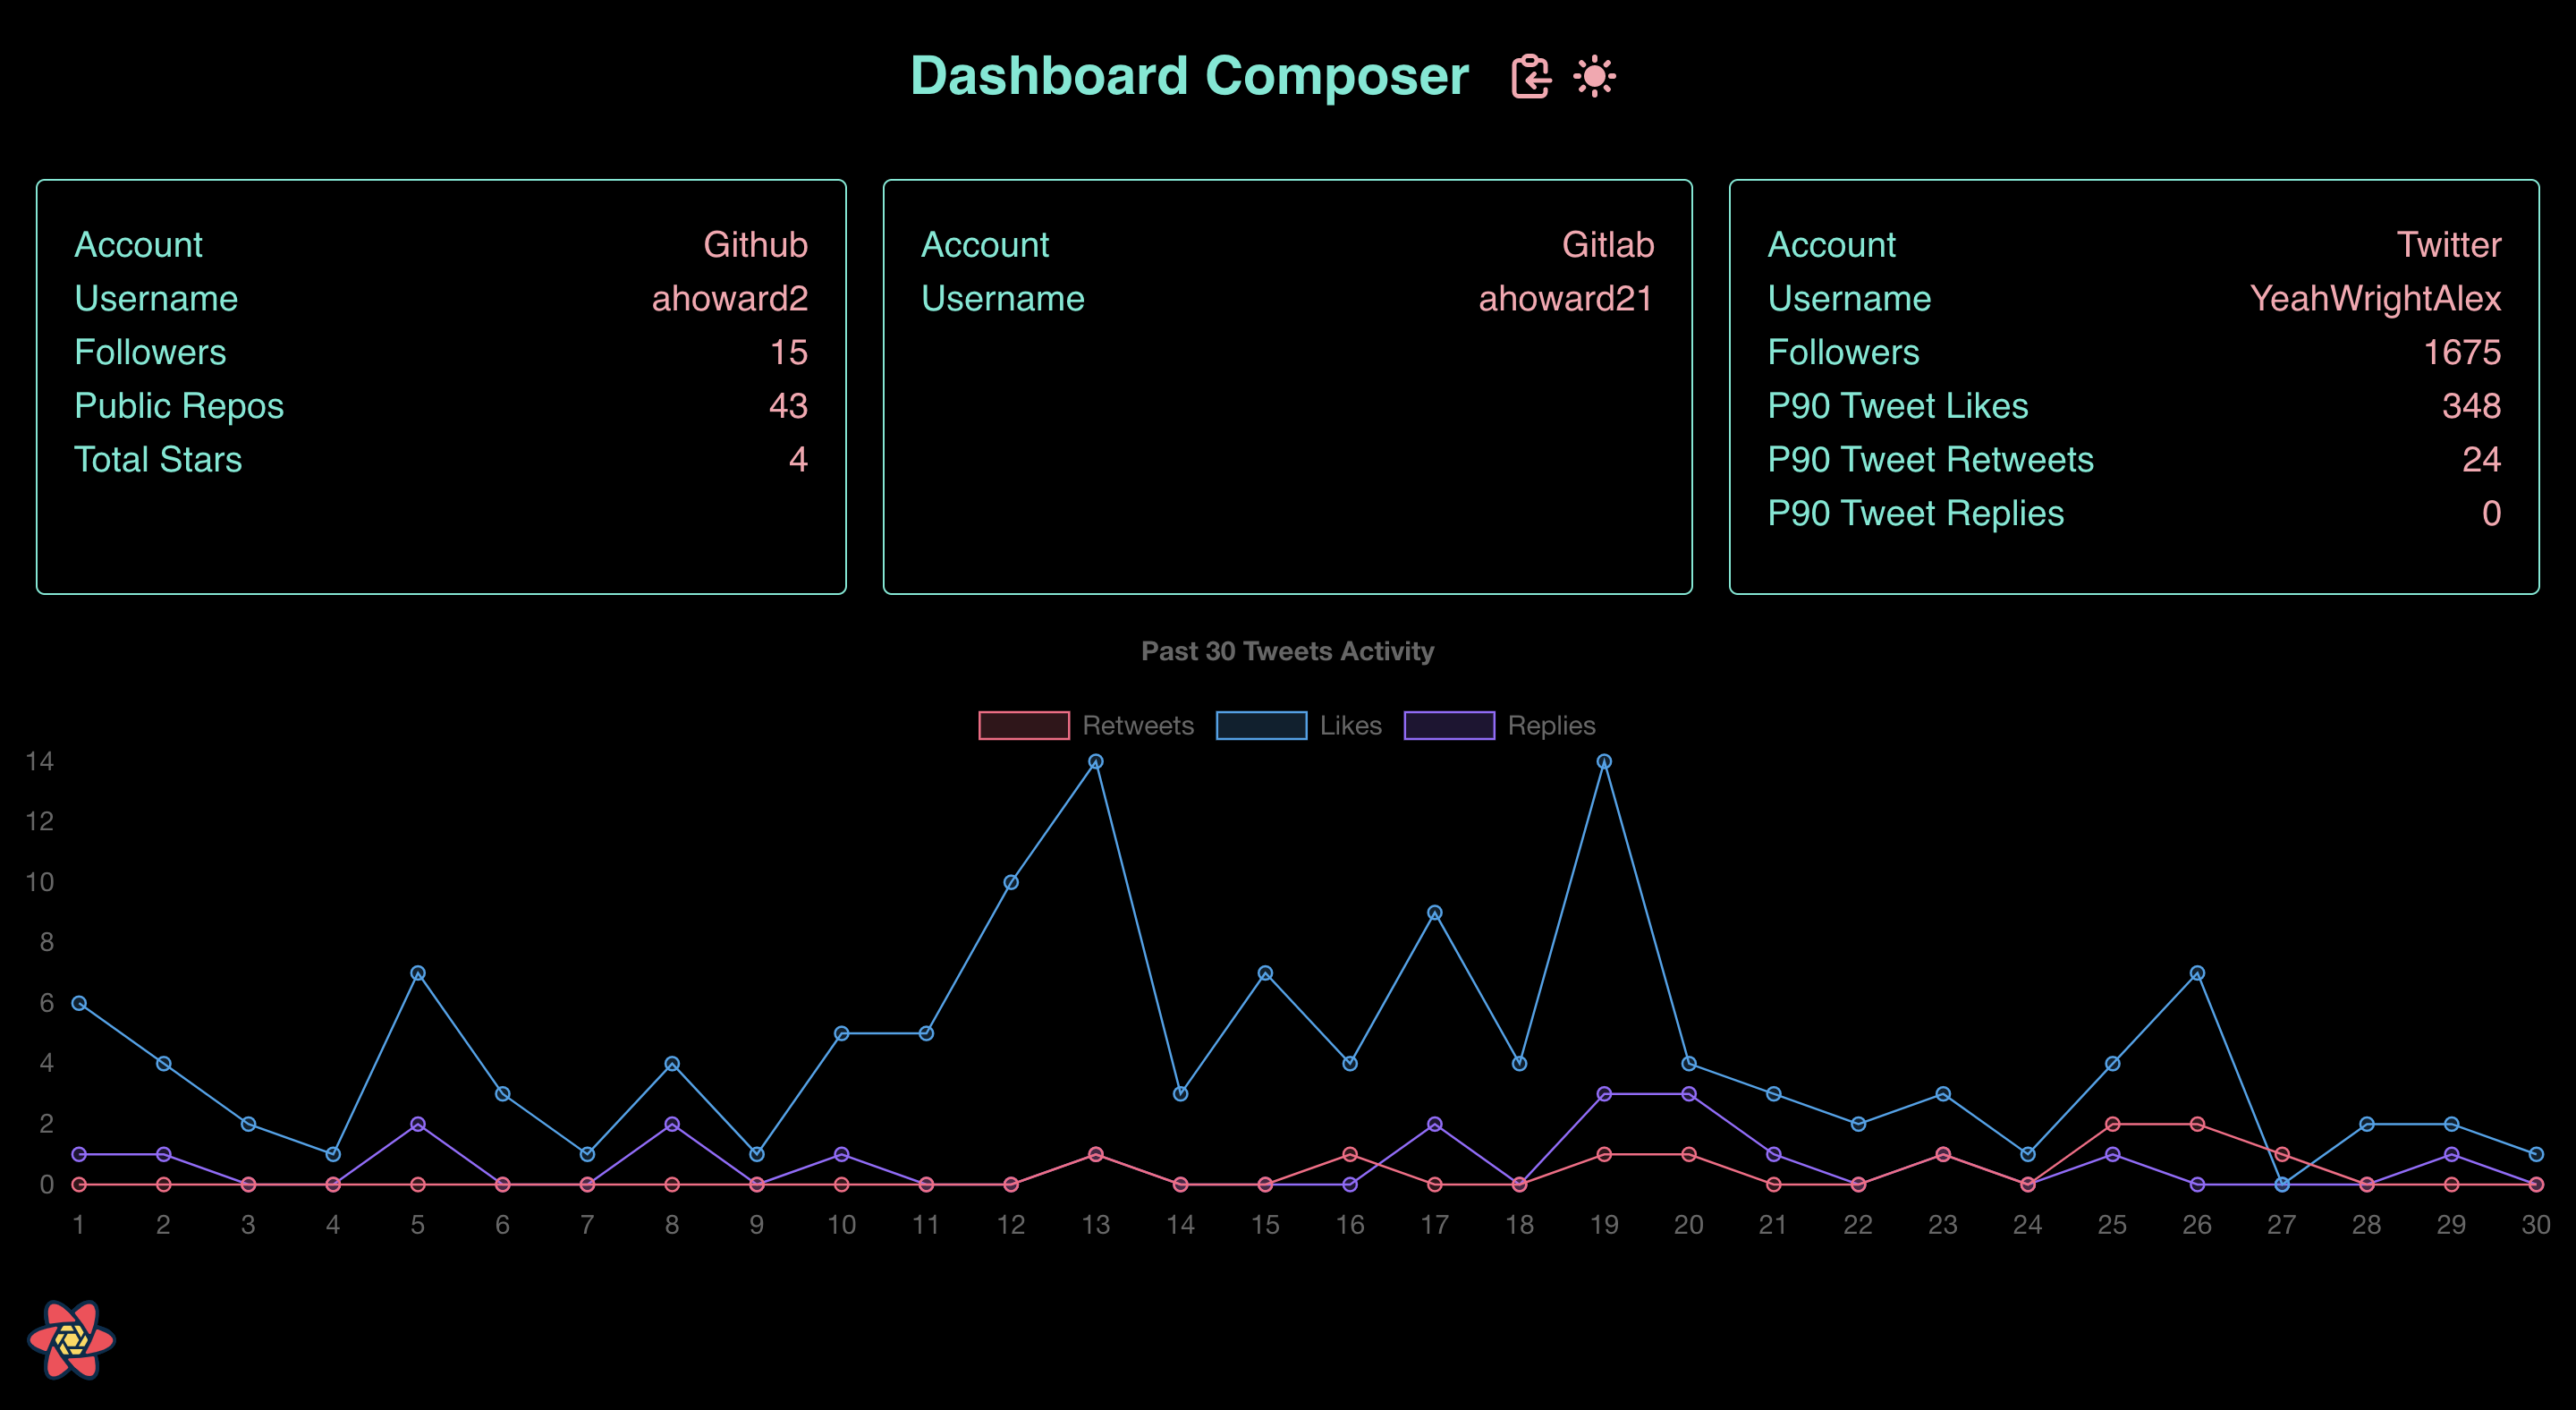 Dashboard Composer
Account Github
Username ahoward2
Followers 15
Public Repos 43
Total Stars 4
Account Gitlab
Username ahoward21
Account Twitter
Username YeahWrightAlex
Followers 1675
P90 Tweet Likes 348
P90 Tweet Retweets 24
P90 Tweet Replies 0
Past 30 Tweets Activity
Retweets Likes Replies
14
12
10
8
6
4
2
0
1 2 3 4 5 6 7 8 9 10 11 12 13 14 15 16 17 18 19 20 21 22 23 24 25 26 27 28 29 30